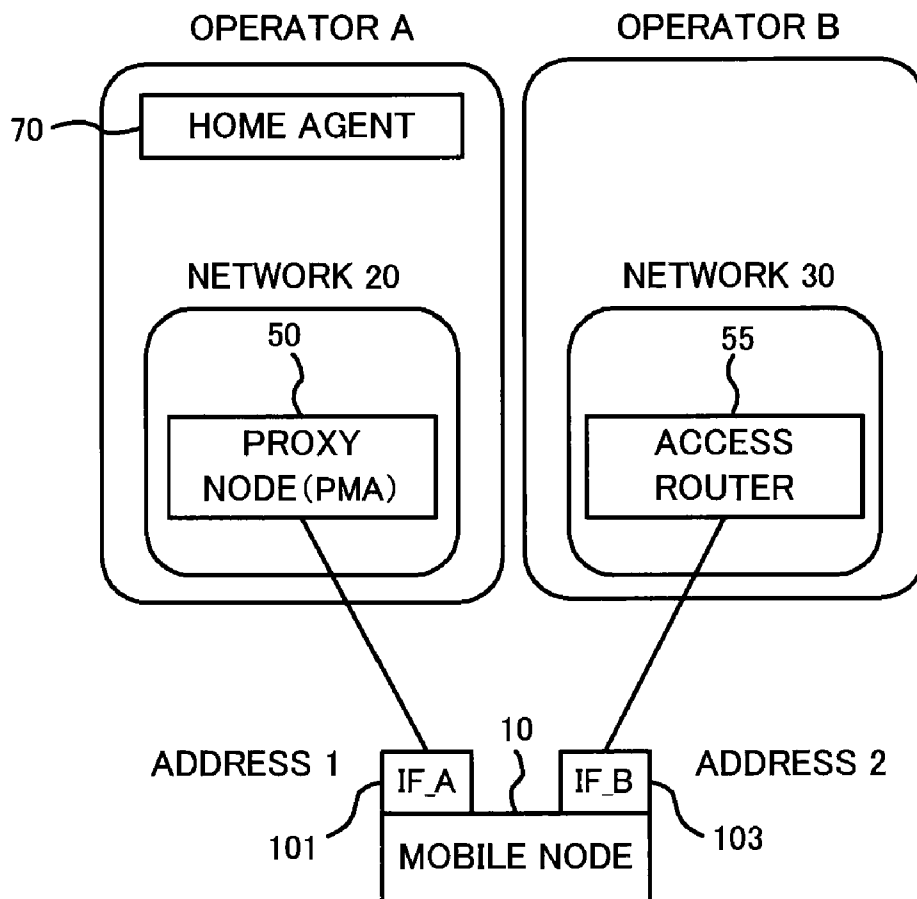 OPERATOR A
OPERATOR B
70
HOME AGENT
NETWORK 20
NETWORK 30
50
55
PROXY
NODE(PMA)
ACCESS
ROUTER
10
ADDRESS 1
IF_A
IF_B
ADDRESS 2
101
103
MOBILE NODE